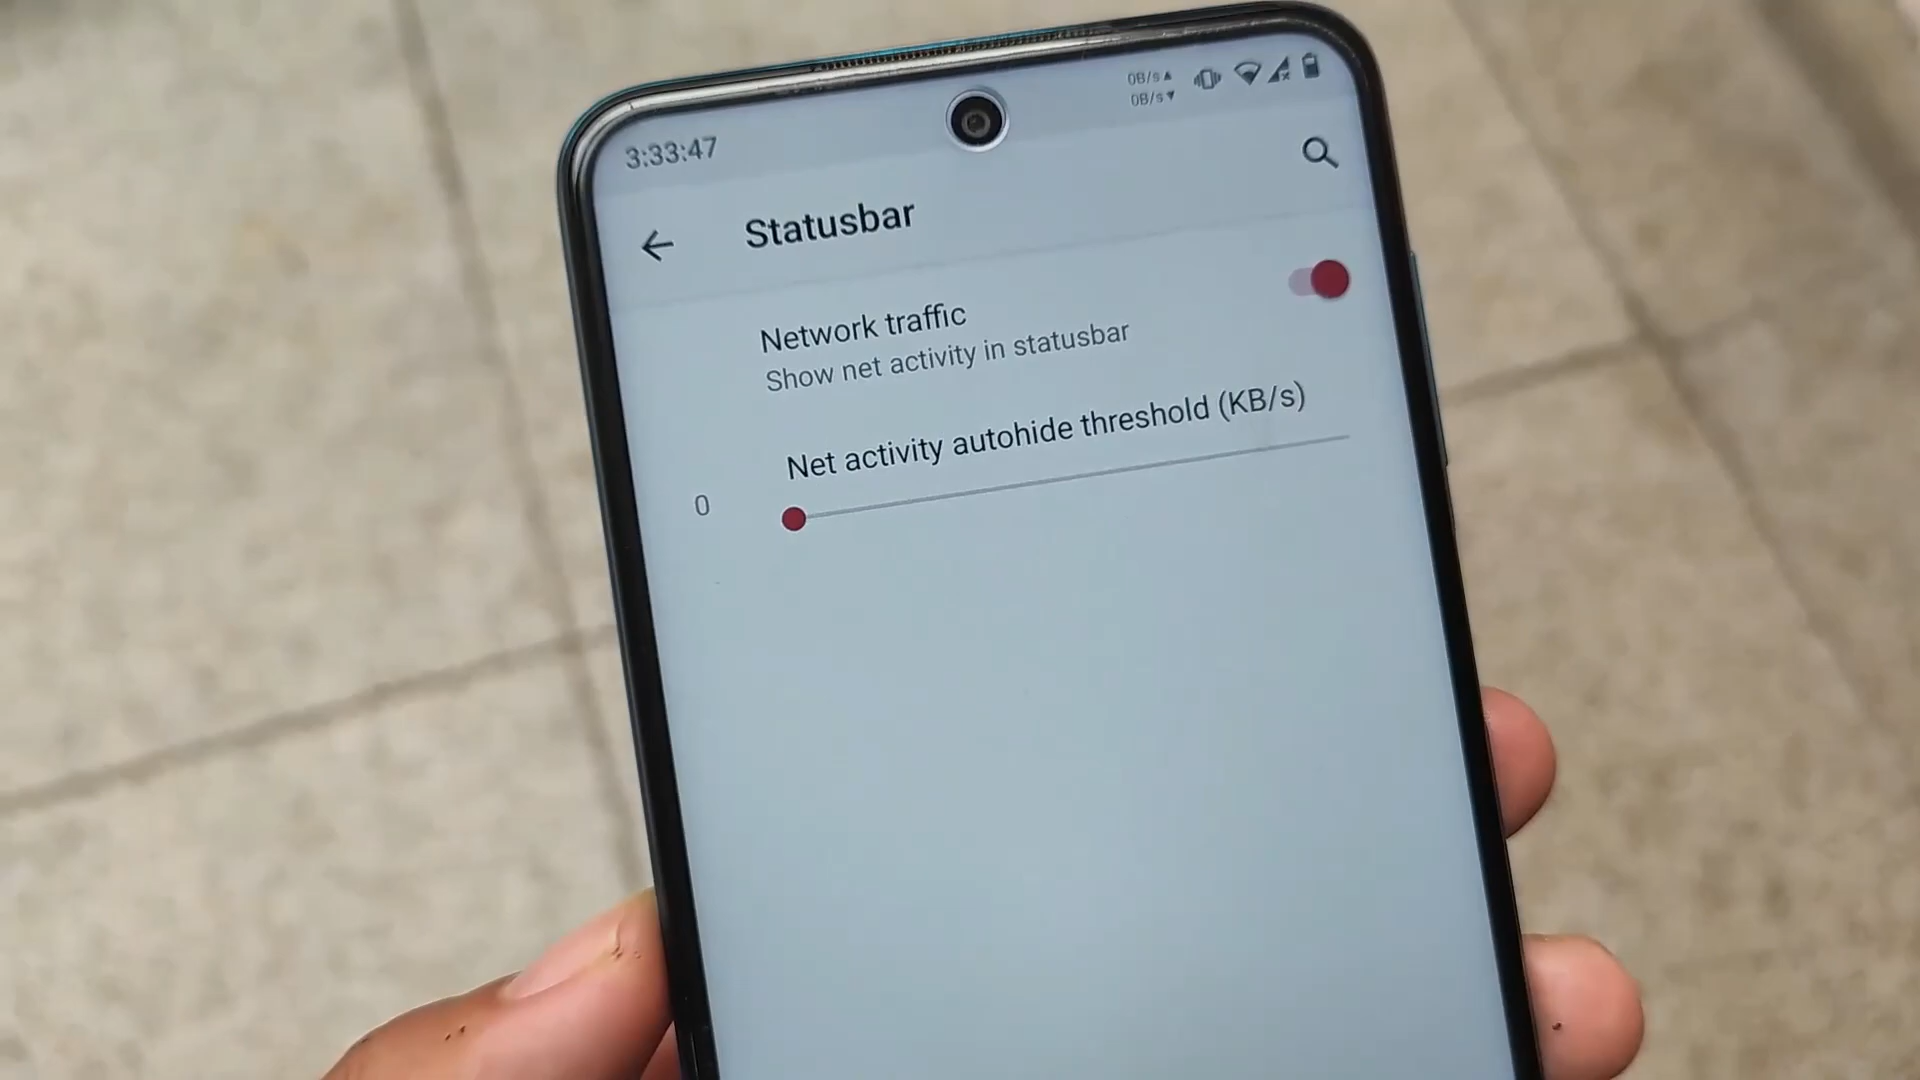 3:33:47
0B/s▲
0B/s▼
Statusbar
Network traffic
Show net activity in statusbar
Net activity autohide threshold (KB/s)
0